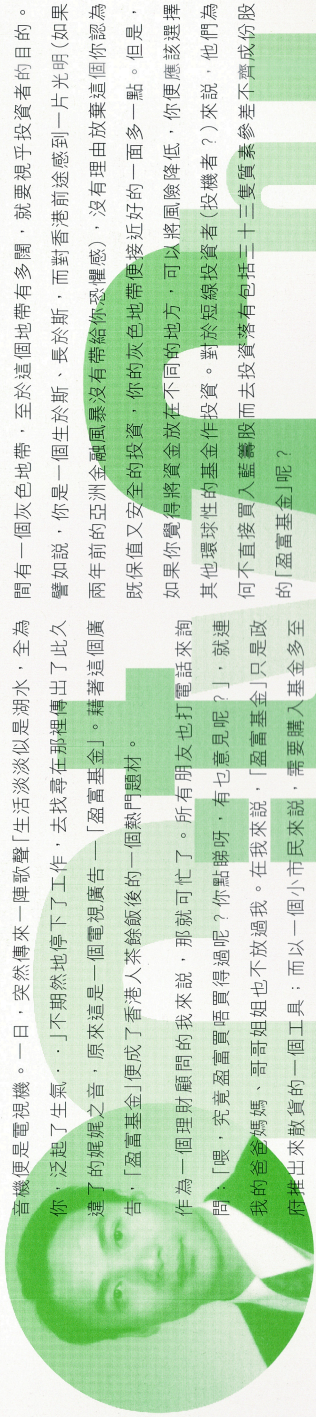 音機便是電視機。一日，突然傳來一陣歌聲「生活淡淡似是湖水，全為
你，泛起了生氣．．」不期然地停下了工作，去找尋在那裡傳出了此久
違了的娓娓之音，原來這是一個電視廣告—「盈富基金」。藉著這個廣
告，「盈富基金」便成了香港人茶餘飯後的一個熱門題材。
作為一個理財顧問的我來説，那就可忙了。所有朋友也打電話來詢
問：「喂，究竟盈富買唔買得過呢？你點睇呀，有乜意見呢？」，就連
我的爸爸媽媽、哥哥姐姐也不放過我。在我來説，「盈富基金」只是政
府推出來散貨的一個工具；而以一個小市民來説，需要購入基金多至
間有一個灰色地帶，至於這個地帶有多闊，就要視乎投資者的目的。
譬如説，你是一個生於斯、長於斯，而對香港前途感到一片光明(如果
兩年前的亞洲金融風暴沒有帶給你恐懼感)，沒有理由放棄這個你認為
既保值又安全的投資，你的灰色地帶便接近好的一面多一點。但是，
如果你覺得將資金放在不同的地方，可以將風險降低，你便應該選擇
其他環球性的基金作投資。對於短線投資者(投機者？)來説，他們為
何不直接買入藍籌股而去投資落有包括三十三隻質素參差不齊成份股
的「盈富基金」呢？